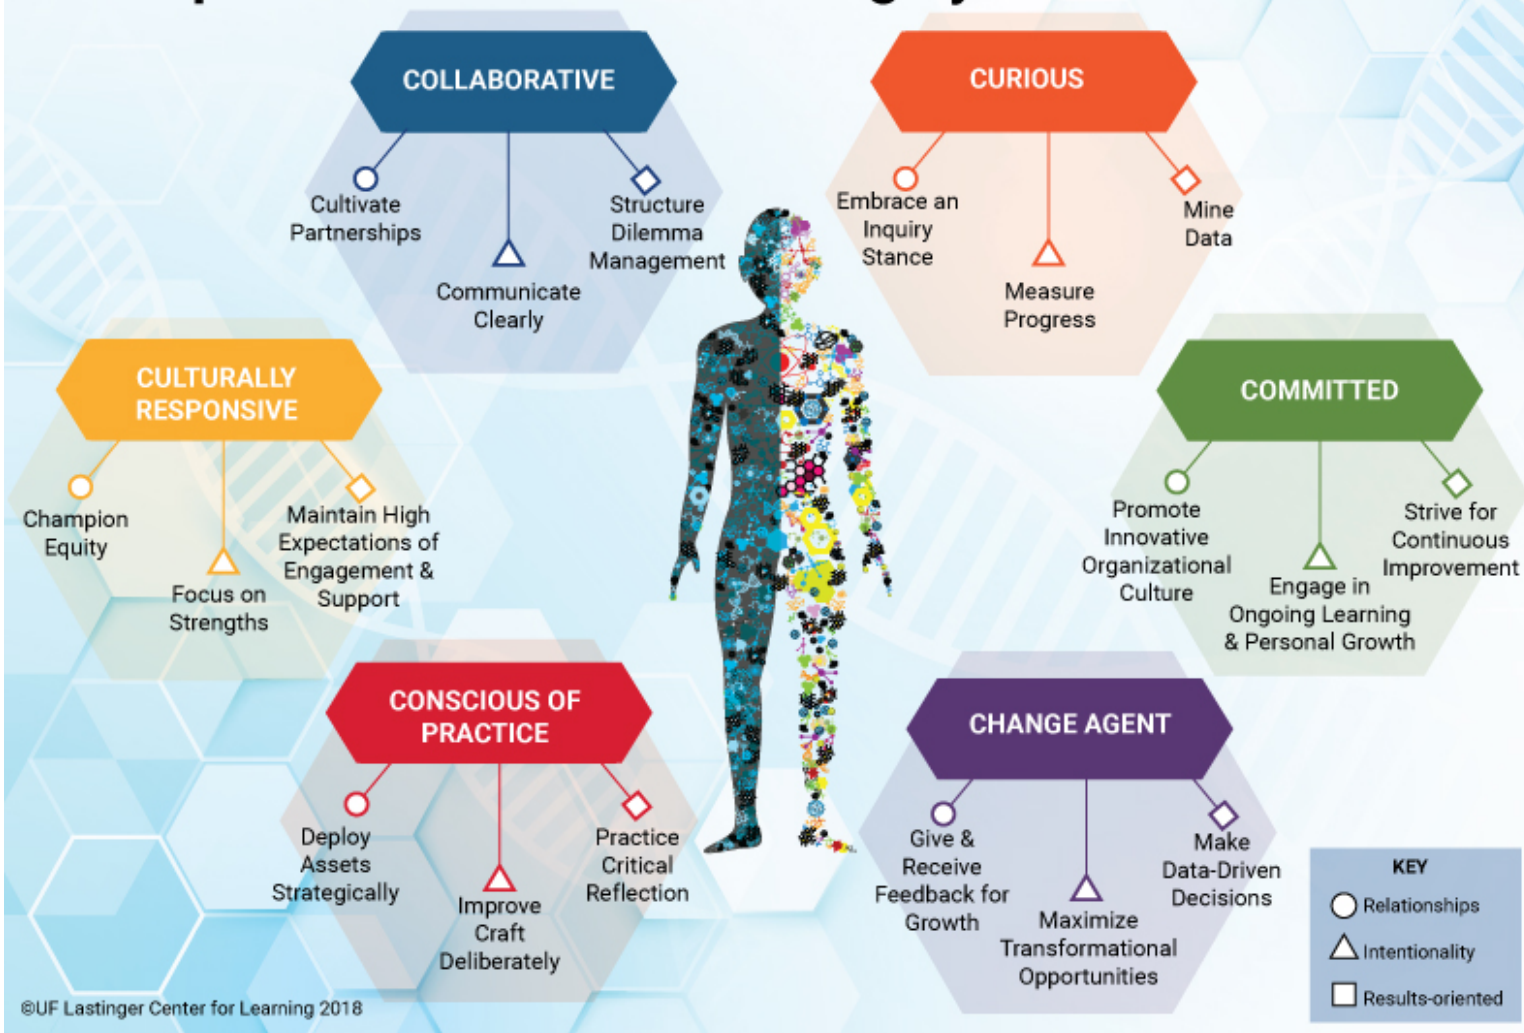 COLLABORATIVE
Cultivate
Partnerships
Communicate
Clearly
Structure
Dilemma
Management
CURIOUS
Embrace an
Inquiry
Stance
Measure
Progress
Mine
Data
CULTURALLY
RESPONSIVE
Champion
Equity
Focus on
Strengths
Maintain High
Expectations of
Engagement &
Support
COMMITTED
Promote
Innovative
Organizational
Culture
Engage in
Ongoing Learning
& Personal Growth
Strive for
Continuous
Improvement
CONSCIOUS OF
PRACTICE
Deploy
Assets
Strategically
Improve
Craft
Deliberately
Practice
Critical
Reflection
CHANGE AGENT
Give &
Receive
Feedback for
Growth
Maximize
Transformational
Opportunities
Make
Data-Driven
Decisions
KEY
Relationships
Intentionality
Results-oriented
©UF Lastinger Center for Learning 2018